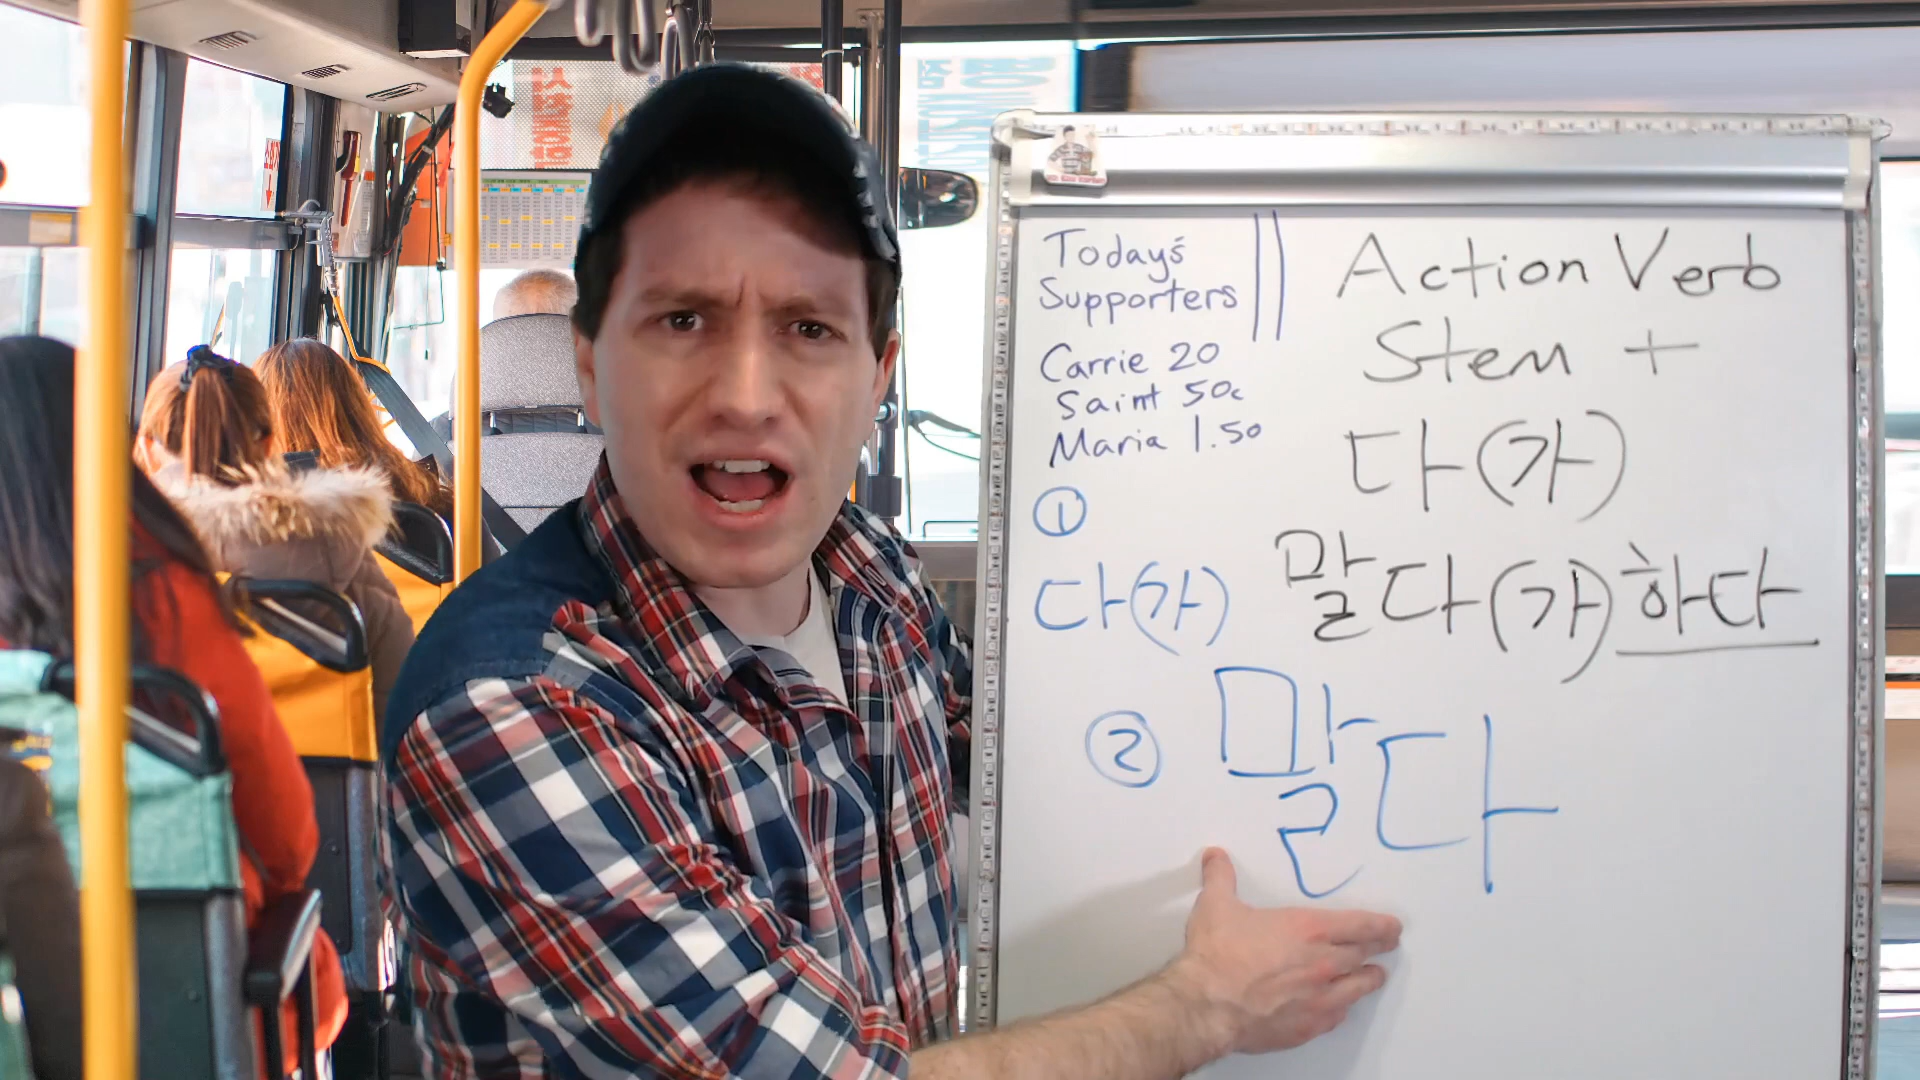 Today's
Supporters
Carrie 20
Saint 50c
Maria 1.50
①
다(가)
Action Verb
Stem +
다(가)
말다(가)하다
② 말다